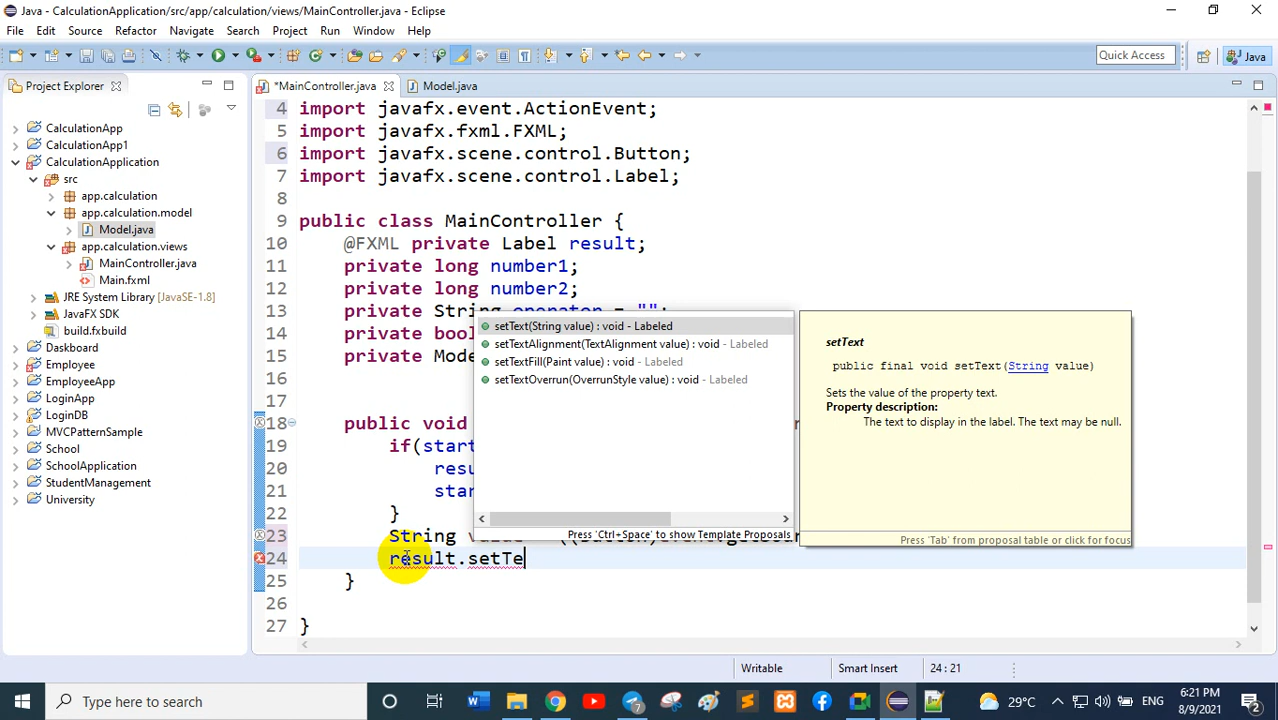 Java - CalculationApplication/src/app/calculation/views/MainController.java - Eclipse
File Edit Source Refactor Navigate Search Project Run Window Help
Quick Access
Java
Project Explorer
*MainController.java
Model.java
CalculationApp
CalculationApp1
CalculationApplication
src
app.calculation
app.calculation.model
Model.java
app.calculation.views
MainController.java
Main.fxml
JRE System Library [JavaSE-1.8]
JavaFX SDK
build.fxbuild
Daskboard
Employee
EmployeeApp
LoginApp
LoginDB
MVCPatternSample
School
SchoolApplication
StudentManagement
University
4 import javafx.event.ActionEvent;
5 import javafx.fxml.FXML;
6 import javafx.scene.control.Button;
7 import javafx.scene.control.Label;
8
9 public class MainController {
10 @FXML private Label result;
11 private long number1;
12 private long number2;
13 private String operator = "";
14 private boo
15 private Mode
16
17
18 public void
19 if(start
20 resu
21 star
22 }
23 String
24 result.setTe
25 }
26
27 }
setText(String value) : void - Labeled
setTextAlignment(TextAlignment value) : void - Labeled
setTextFill(Paint value) : void - Labeled
setTextOverrun(OverrunStyle value) : void - Labeled
Press 'Ctrl+Space' to show Template Proposals
setText
public final void setText(String value)
Sets the value of the property text.
Property description:
The text to display in the label. The text may be null.
Press 'Tab' from proposal table or click for focus
Writable
Smart Insert
24 : 21
Type here to search
7
29°C
ENG
6:21 PM
8/9/2021